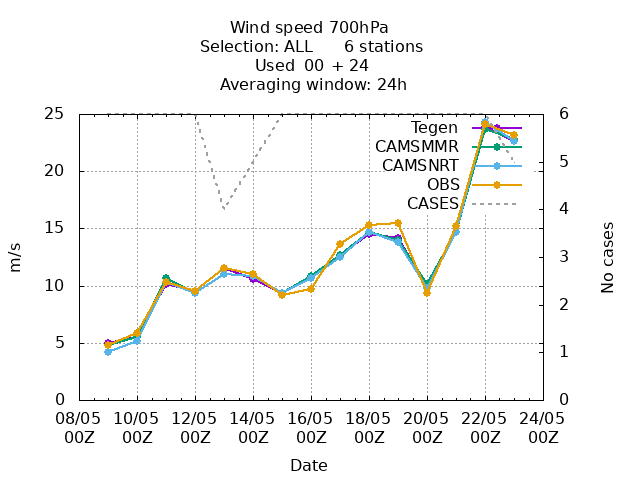 Wind speed 700hPa
Selection: ALL 6 stations
Used 00 + 24
Averaging window: 24h
25 6
Tegen
CAMSMMR
20 5
CAMSNRT
OBS
CASES
4
15
m/s
No cases
3
10
2
5
1
0 0
08/05 10/05 12/05 14/05 16/05 18/05 20/05 22/05 24/05
00Z 00Z 00Z 00Z 00Z 00Z 00Z 00Z 00Z
Date